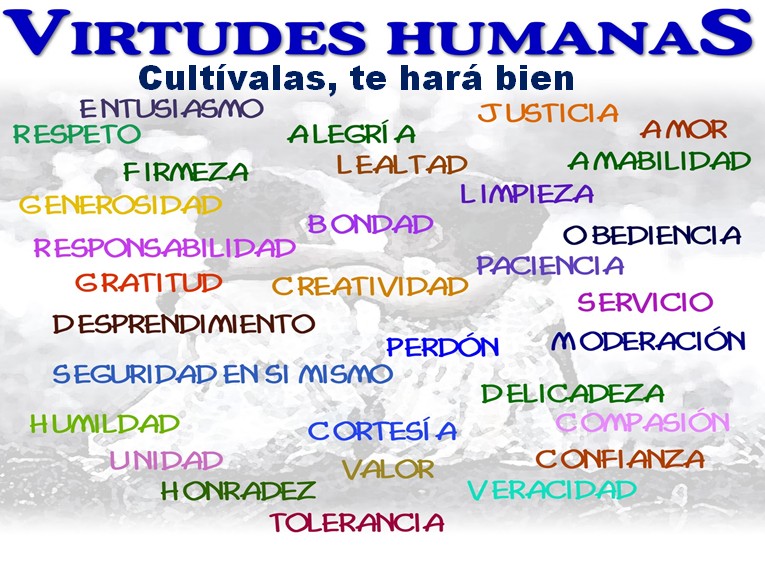 VIRTUDES HUMANAS
Cultívalas, te hará bien
ENTUSIASMO
JUSTICIA
RESPETO
ALEGRÍA
AMOR
FIRMEZA
LEALTAD
AMABILIDAD
GENEROSIDAD
LIMPIEZA
BONDAD
OBEDIENCIA
RESPONSABILIDAD
PACIENCIA
GRATITUD
CREATIVIDAD
SERVICIO
DESPRENDIMIENTO
PERDÓN
MODERACIÓN
SEGURIDAD EN SI MISMO
DELICADEZA
HUMILDAD
CORTESÍA
COMPASIÓN
UNIDAD
VALOR
CONFIANZA
HONRADEZ
VERACIDAD
TOLERANCIA